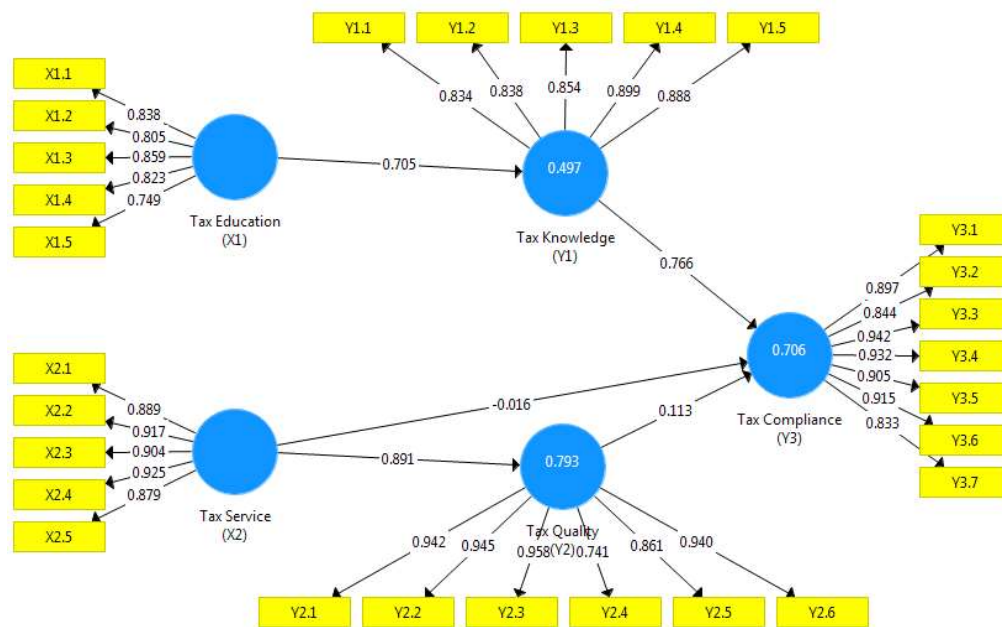 Y1.1
Y1.2
Y1.3
Y1.4
Y1.5
0.834
0.838
0.854
0.899
0.888
X1.1
X1.2
X1.3
X1.4
X1.5
0.838
0.805
0.859
0.823
0.749
Tax Education
(X1)
0.705
0.497
Tax Knowledge
(Y1)
0.766
X2.1
X2.2
X2.3
X2.4
X2.5
0.889
0.917
0.904
0.925
0.879
Tax Service
(X2)
-0.016
0.891
0.793
Tax Quality
(Y2)
0.113
0.706
Tax Compliance
(Y3)
0.897
0.844
0.942
0.932
0.905
0.915
0.833
Y3.1
Y3.2
Y3.3
Y3.4
Y3.5
Y3.6
Y3.7
0.942
0.945
0.958
0.741
0.861
0.940
Y2.1
Y2.2
Y2.3
Y2.4
Y2.5
Y2.6